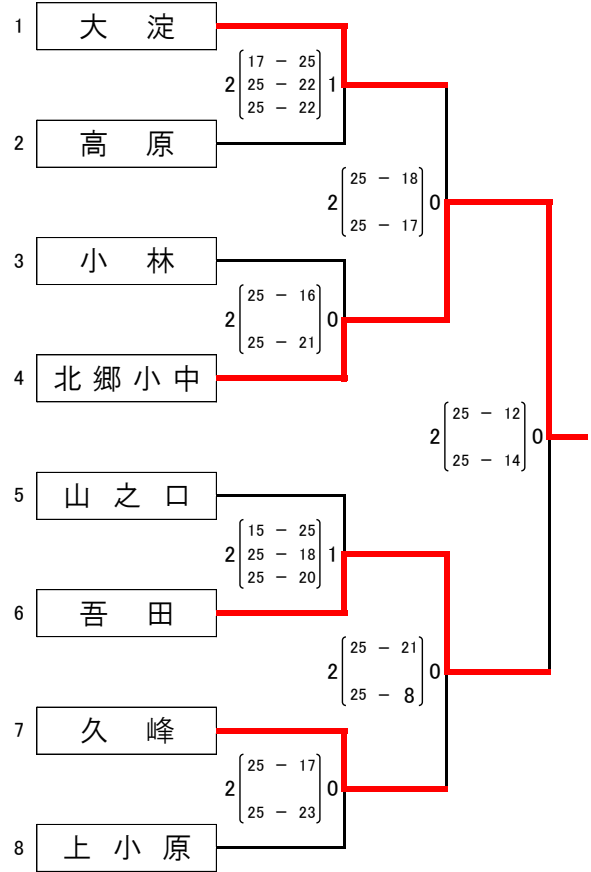 1 大淀
2 [ 17 － 25 ] 1
25 － 22
25 － 22
2 高原
2 [ 25 － 18 ] 0
25 － 17
3 小林
2 [ 25 － 16 ] 0
25 － 21
4 北郷小中
2 [ 25 － 12 ] 0
25 － 14
5 山之口
2 [ 15 － 25 ] 1
25 － 18
25 － 20
6 吾田
2 [ 25 － 21 ] 0
25 － 8
7 久峰
2 [ 25 － 17 ] 0
25 － 23
8 上小原